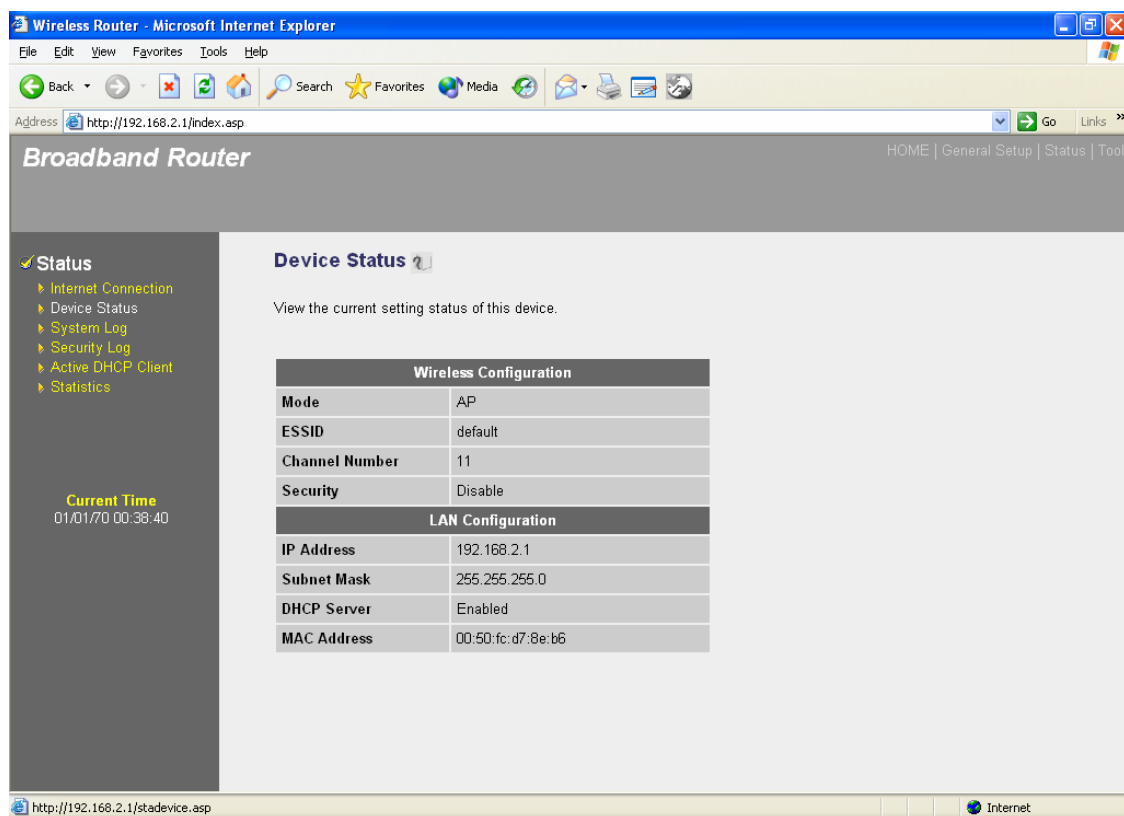 Wireless Router - Microsoft Internet Explorer
File Edit View Favorites Tools Help
Back Search Favorites Media
Address http://192.168.2.1/index.asp Go Links »
Broadband Router
HOME | General Setup | Status | Tool
Status
Internet Connection
Device Status
System Log
Security Log
Active DHCP Client
Statistics
Current Time
01/01/70 00:38:40
Device Status
View the current setting status of this device.
Wireless Configuration
Mode AP
ESSID default
Channel Number 11
Security Disable
LAN Configuration
IP Address 192.168.2.1
Subnet Mask 255.255.255.0
DHCP Server Enabled
MAC Address 00:50:fc:d7:8e:b6
http://192.168.2.1/stadevice.asp Internet